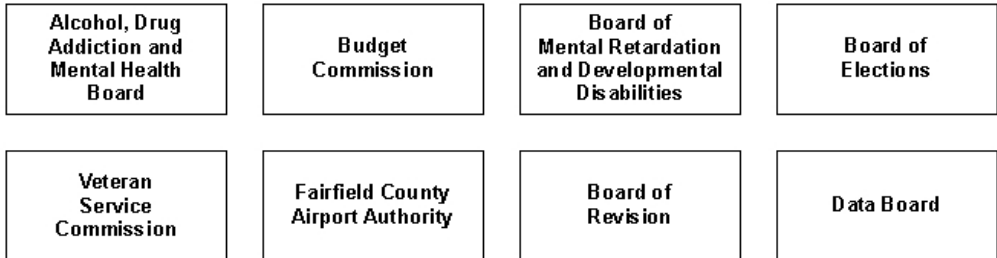 Alcohol, Drug
Addiction and
Mental Health
Board
Budget
Commission
Board of
Mental Retardation
and Developmental
Disabilities
Board of
Elections
Veteran
Service
Commission
Fairfield County
Airport Authority
Board of
Revision
Data Board